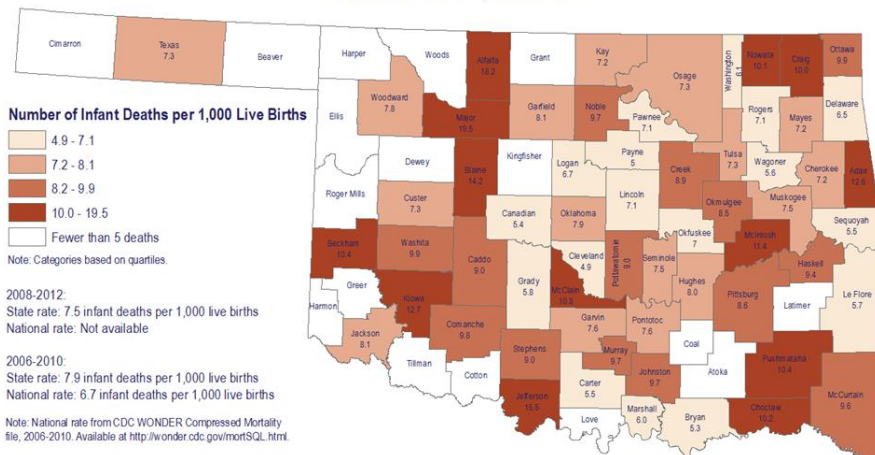 Cimarron
Texas
7.3
Beaver
Harper
Woods
Alfalfa
18.2
Grant
Kay
7.2
Osage
7.3
Washington
6.1
Nowata
10.1
Craig
10.0
Ottawa
9.9
Ellis
Woodward
7.8
Major
19.5
Garfield
8.1
Noble
9.7
Pawnee
7.1
Rogers
7.1
Mayes
7.2
Delaware
6.5
Number of Infant Deaths per 1,000 Live Births
4.9 - 7.1
7.2 - 8.1
8.2 - 9.9
10.0 - 19.5
Fewer than 5 deaths
Note: Categories based on quartiles.
Roger Mills
Dewey
Blaine
14.2
Kingfisher
Logan
6.7
Payne
5
Creek
8.9
Tulsa
7.3
Wagoner
5.6
Cherokee
7.2
Adair
12.6
Custer
7.3
Canadian
5.4
Oklahoma
7.9
Lincoln
7.1
Okmulgee
8.5
Muskogee
7.5
Sequoyah
5.5
Beckham
10.4
Washita
9.9
Caddo
9.0
Grady
5.8
Cleveland
4.9
Pottawatomie
9.0
Seminole
7.5
Okfuskee
7
McIntosh
11.4
Haskell
9.4
Greer
Harmon
Kiowa
12.7
McClain
Hughes
8.0
Pittsburg
8.6
Latimer
Le Flore
5.7
2008-2012:
State rate: 7.5 infant deaths per 1,000 live births
National rate: Not available
Jackson
8.1
Comanche
9.8
Garvin
7.6
Pontotoc
7.6
Coal
Tillman
Cotton
Stephens
9.0
Murray
9.7
Johnston
9.7
Atoka
Pushmataha
10.4
McCurtain
9.6
2006-2010:
State rate: 7.9 infant deaths per 1,000 live births
National rate: 6.7 infant deaths per 1,000 live births
Jefferson
Carter
5.5
Love
Marshall
6.0
Bryan
5.3
Choctaw
10.2
Note: National rate from CDC WONDER Compressed Mortality
file, 2006-2010. Available at http://wonder.cdc.gov/mortSQL.html.